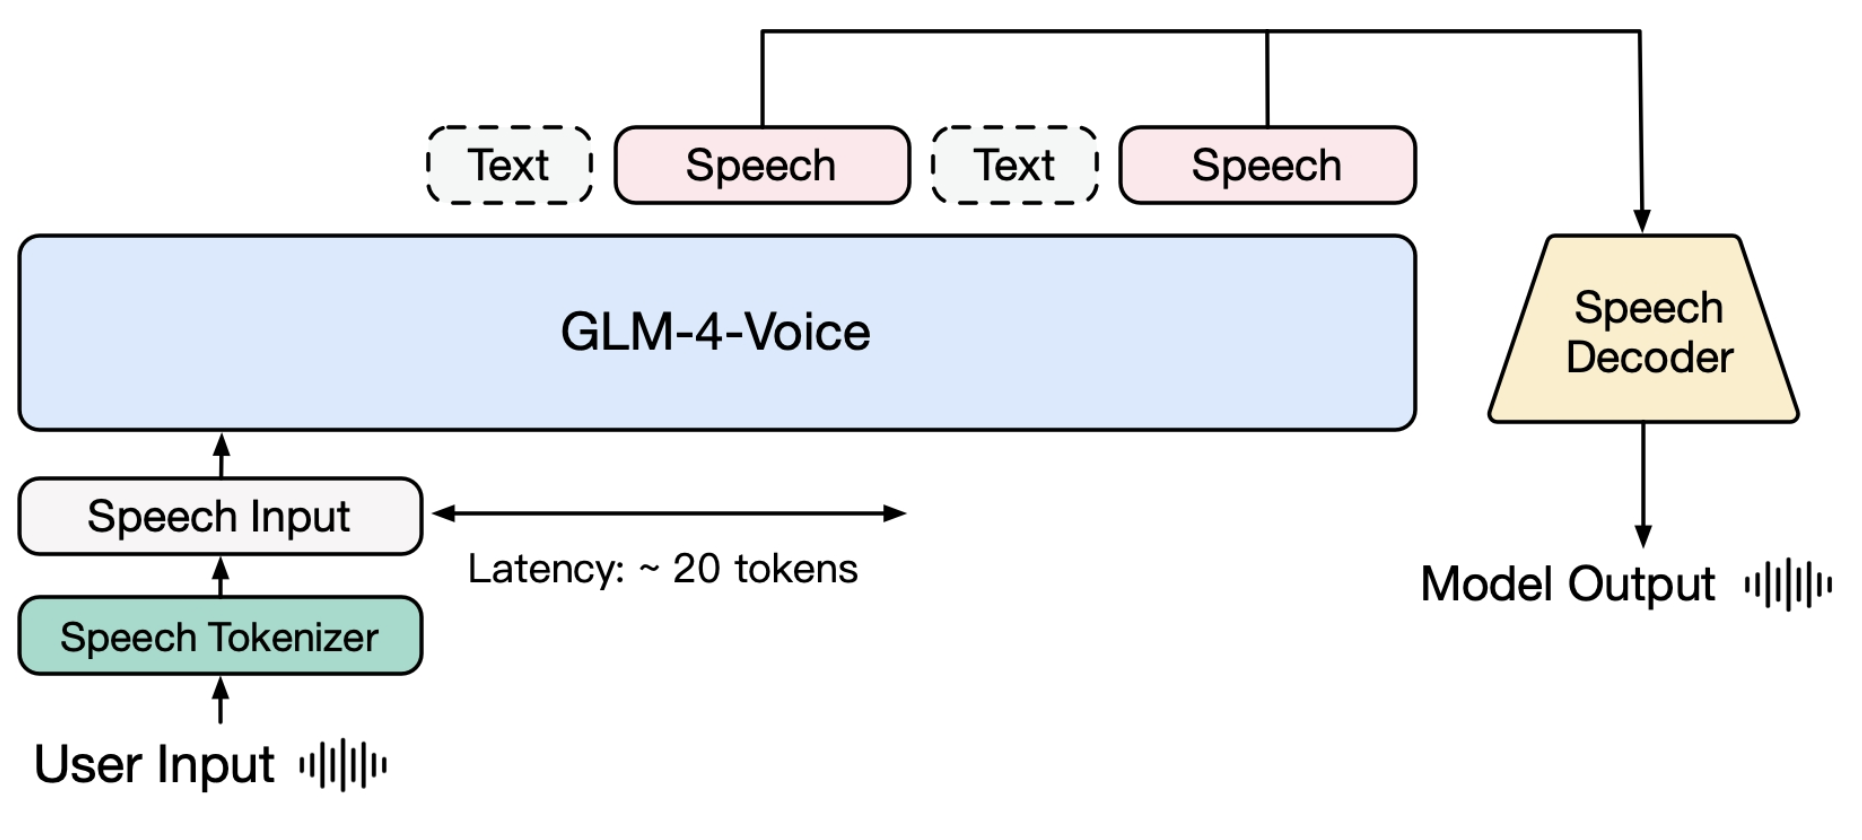 Text
Speech
Text
Speech
GLM-4-Voice
Speech
Decoder
Speech Input
Latency: ~ 20 tokens
Model Output
Speech Tokenizer
User Input